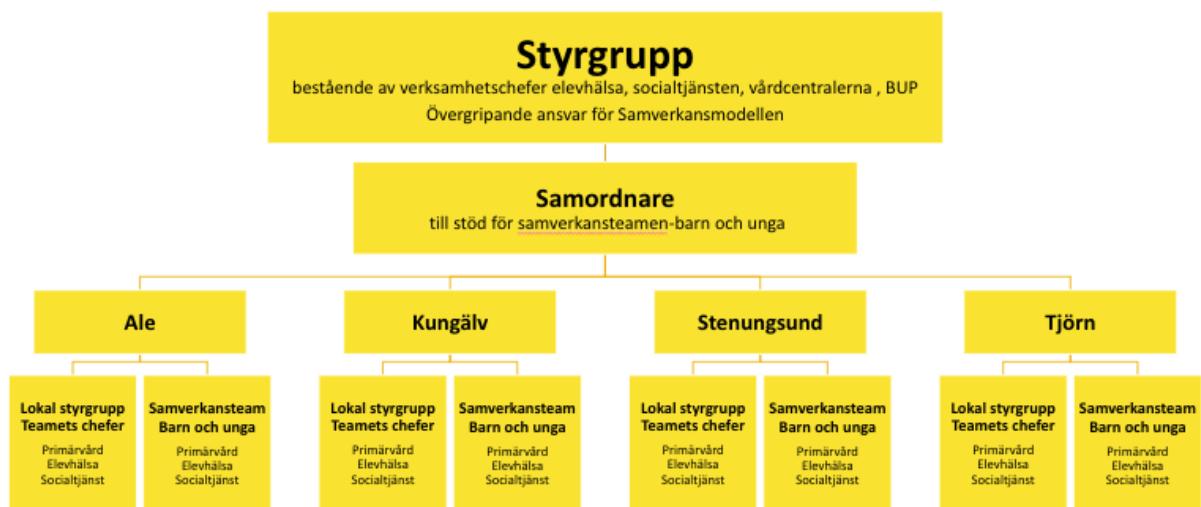 Styrgrupp
bestående av verksamhetschefer elevhälsa, socialtjänsten, vårdcentralerna , BUP
Övergripande ansvar för Samverkansmodellen
Samordnare
till stöd för samverkansteamen-barn och unga
Ale
Kungälv
Stenungsund
Tjörn
Lokal styrgrupp
Teamets chefer
Primärvård
Elevhälsa
Socialtjänst
Samverkansteam
Barn och unga
Primärvård
Elevhälsa
Socialtjänst
Lokal styrgrupp
Teamets chefer
Primärvård
Elevhälsa
Socialtjänst
Samverkansteam
Barn och unga
Primärvård
Elevhälsa
Socialtjänst
Lokal styrgrupp
Teamets chefer
Primärvård
Elevhälsa
Socialtjänst
Samverkansteam
Barn och unga
Primärvård
Elevhälsa
Socialtjänst
Lokal styrgrupp
Teamets chefer
Primärvård
Elevhälsa
Socialtjänst
Samverkansteam
Barn och unga
Primärvård
Elevhälsa
Socialtjänst